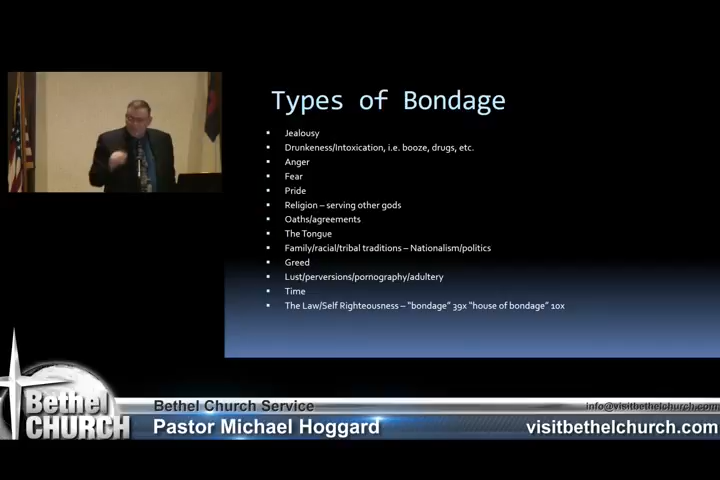 Types of Bondage
Jealousy
Drunkeness/Intoxication, i.e. booze, drugs, etc.
Anger
Fear
Pride
Religion – serving other gods
Oaths/agreements
The Tongue
Family/racial/tribal traditions – Nationalism/politics
Greed
Lust/perversions/pornography/adultery
Time
The Law/Self Righteousness – "bondage" 39x "house of bondage" 10x
Bethel
CHURCH
Bethel Church Service
info@visitbethelchurch.com
Pastor Michael Hoggard
visitbethelchurch.com